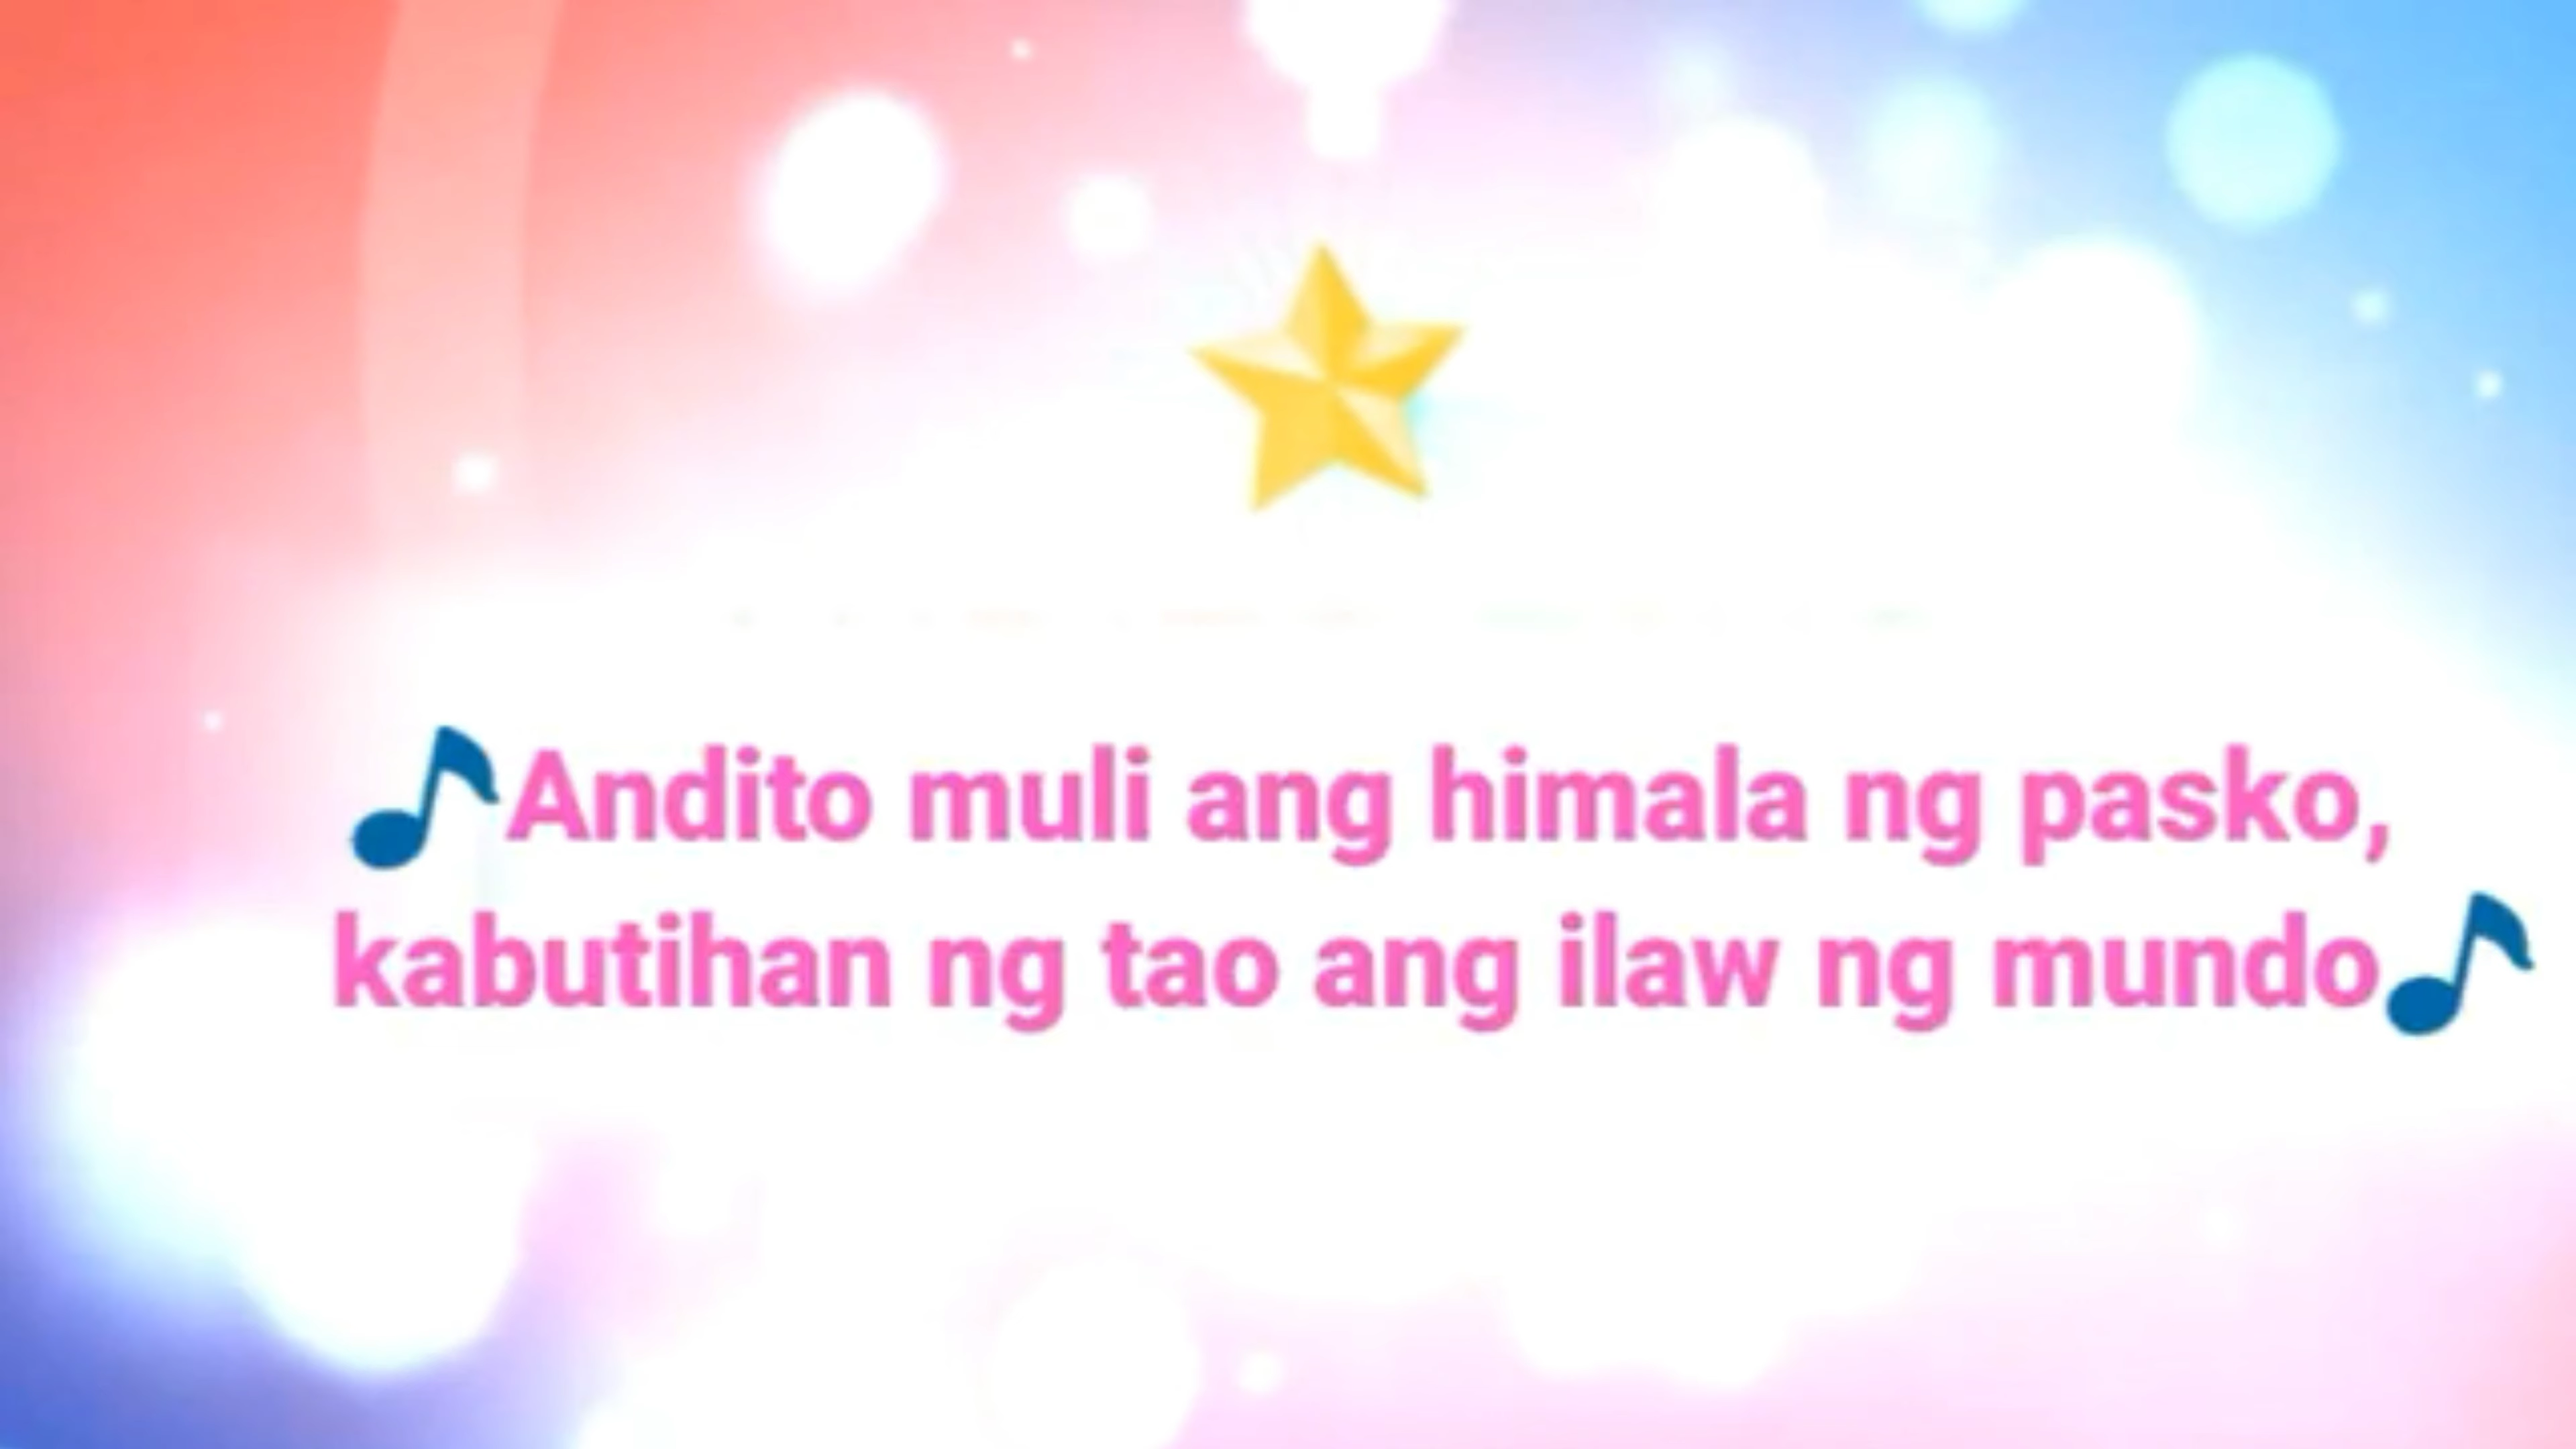 🎵Andito muli ang himala ng pasko,
kabutihan ng tao ang ilaw ng mundo🎵